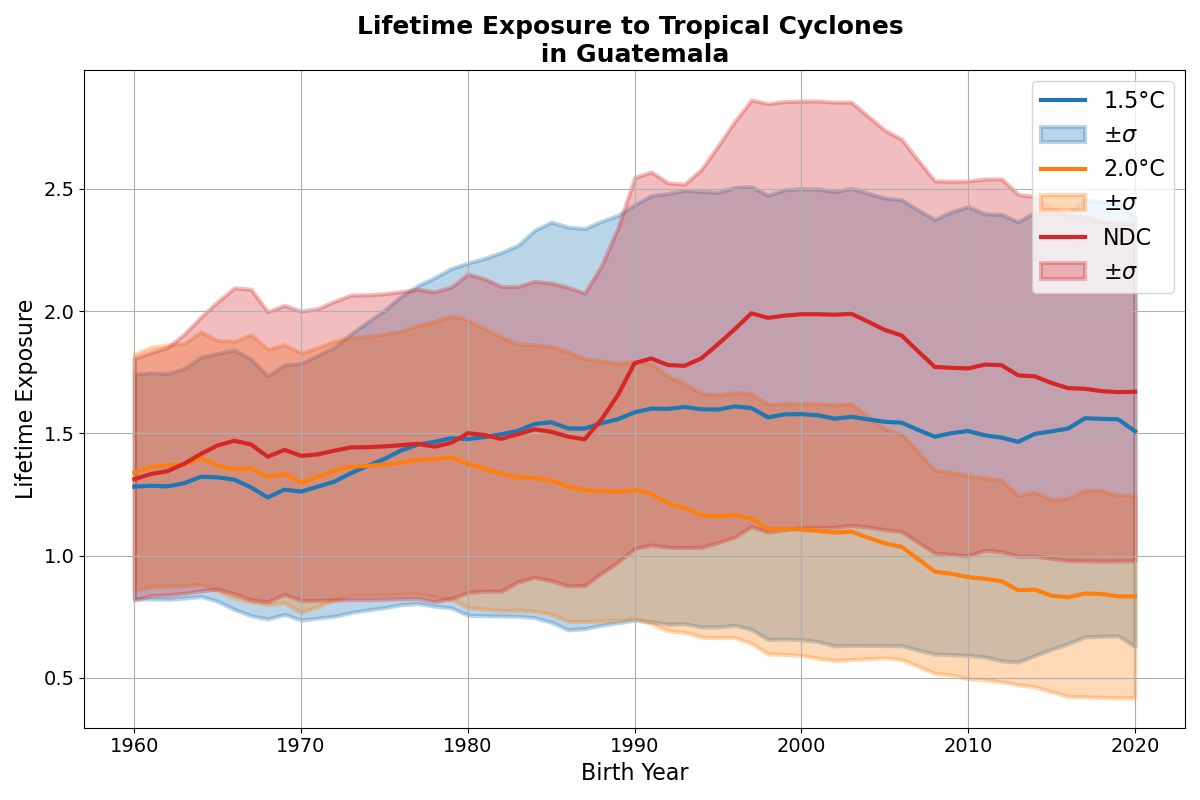 Lifetime Exposure to Tropical Cyclones
in Guatemala
1.5°C
±σ
2.0°C
±σ
NDC
±σ
Lifetime Exposure
2.5
2.0
1.5
1.0
0.5
1960 1970 1980 1990 2000 2010 2020
Birth Year